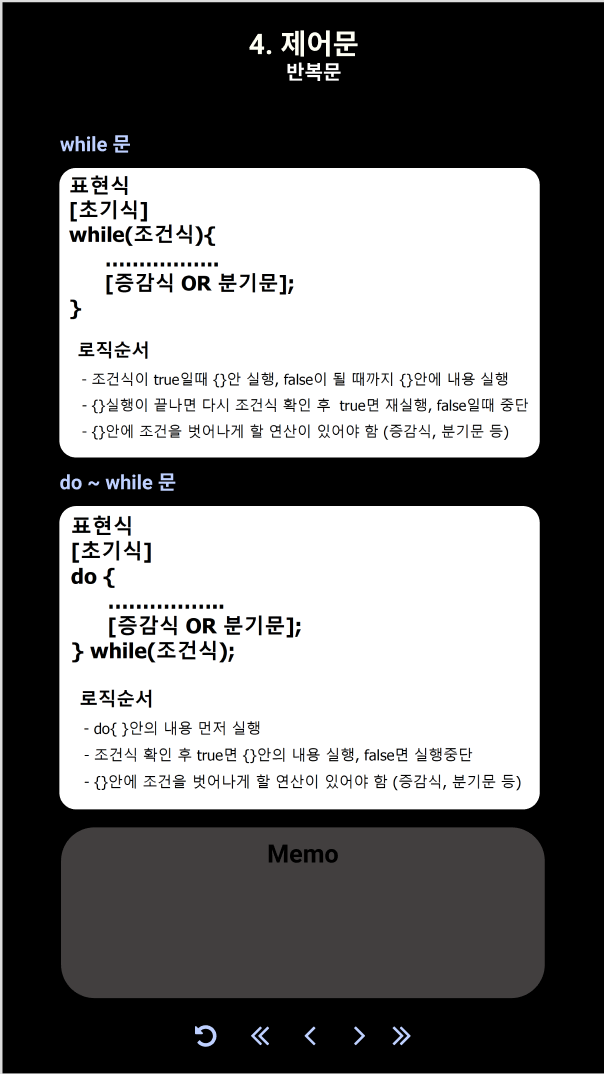 4. 제어문
반복문
while 문
표현식
[초기식]
while(조건식){
.................
[증감식 OR 분기문];
}
로직순서
- 조건식이 true일때 {}안 실행, false이 될 때까지 {}안에 내용 실행
- {}실행이 끝나면 다시 조건식 확인 후 true면 재실행, false일때 중단
- {}안에 조건을 벗어나게 할 연산이 있어야 함 (증감식, 분기문 등)
do ~ while 문
표현식
[초기식]
do {
.................
[증감식 OR 분기문];
} while(조건식);
로직순서
- do{ }안의 내용 먼저 실행
- 조건식 확인 후 true면 {}안의 내용 실행, false면 실행중단
- {}안에 조건을 벗어나게 할 연산이 있어야 함 (증감식, 분기문 등)
Memo